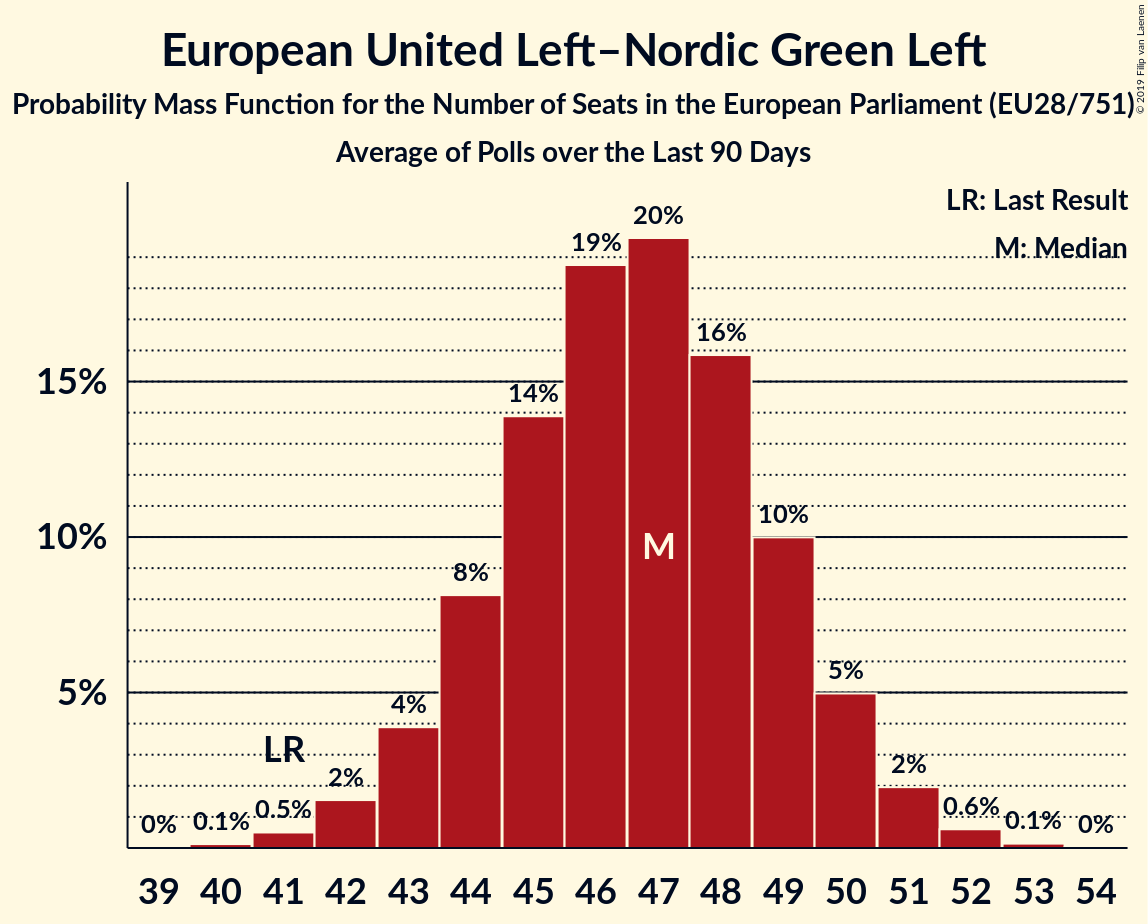 European United Left–Nordic Green Left
Probability Mass Function for the Number of Seats in the European Parliament (EU28/751)
Average of Polls over the Last 90 Days
© 2019 Filip van Laenen
LR: Last Result
M: Median
20%
19%
16%
15%
14%
10%
10%
M
8%
5%
5%
4%
LR
2%
2%
0% 0.1% 0.5% 0.6% 0.1% 0%
39 40 41 42 43 44 45 46 47 48 49 50 51 52 53 54